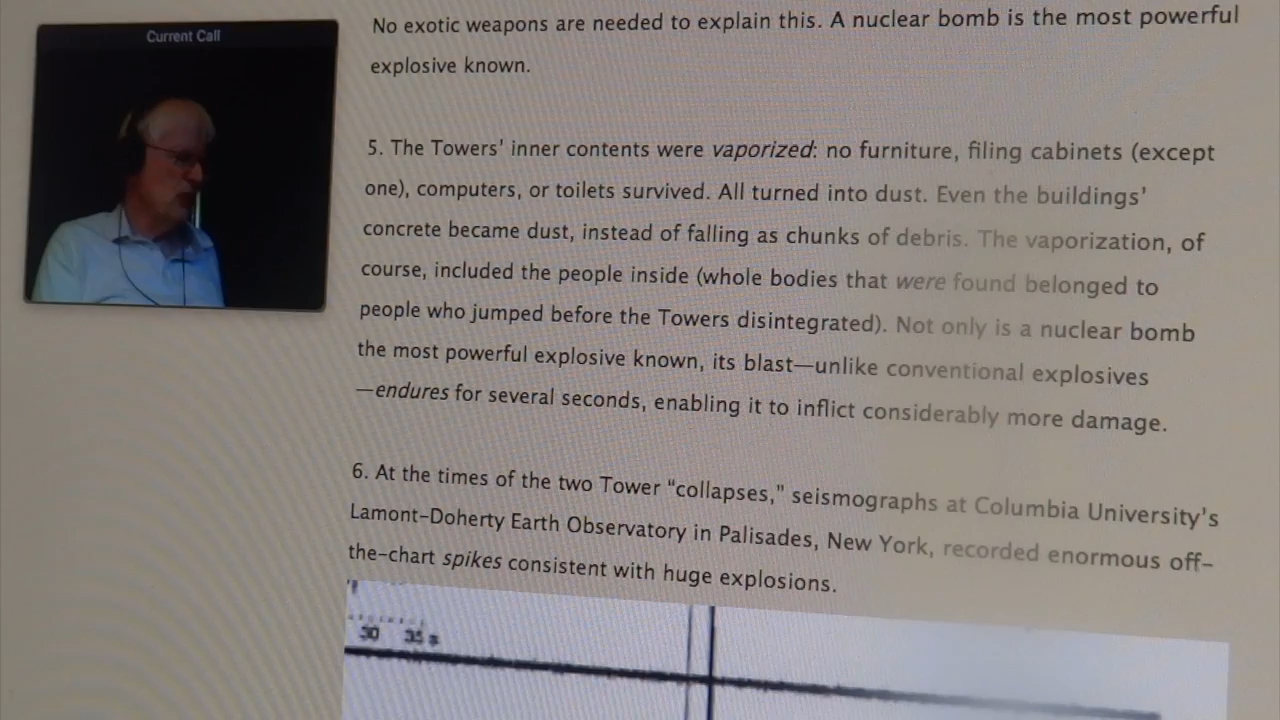 Current Call
No exotic weapons are needed to explain this. A nuclear bomb is the most powerful
explosive known.
5. The Towers' inner contents were vaporized: no furniture, filing cabinets (except
one), computers, or toilets survived. All turned into dust. Even the buildings'
concrete became dust, instead of falling as chunks of debris. The vaporization, of
course, included the people inside (whole bodies that were found belonged to
people who jumped before the Towers disintegrated). Not only is a nuclear bomb
the most powerful explosive known, its blast—unlike conventional explosives
—endures for several seconds, enabling it to inflict considerably more damage.
6. At the times of the two Tower “collapses,” seismographs at Columbia University's
Lamont-Doherty Earth Observatory in Palisades, New York, recorded enormous off-
the-chart spikes consistent with huge explosions.
30 35 s